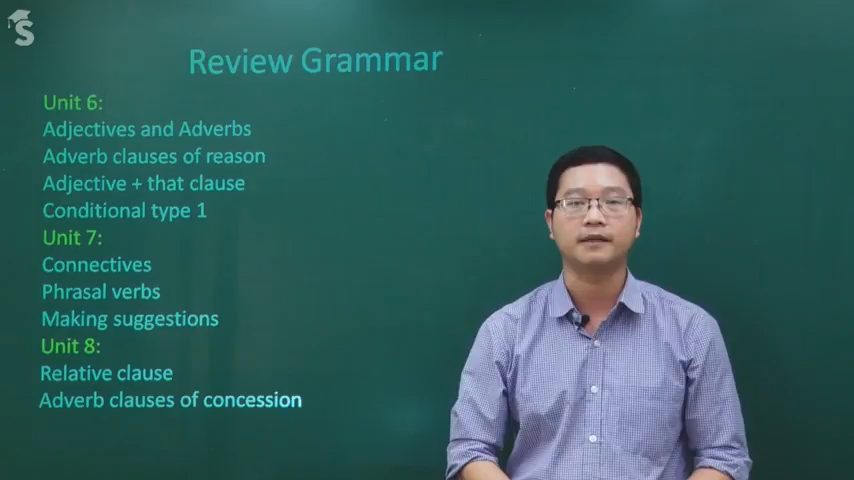 S
Review Grammar
Unit 6:
Adjectives and Adverbs
Adverb clauses of reason
Adjective + that clause
Conditional type 1
Unit 7:
Connectives
Phrasal verbs
Making suggestions
Unit 8:
Relative clause
Adverb clauses of concession